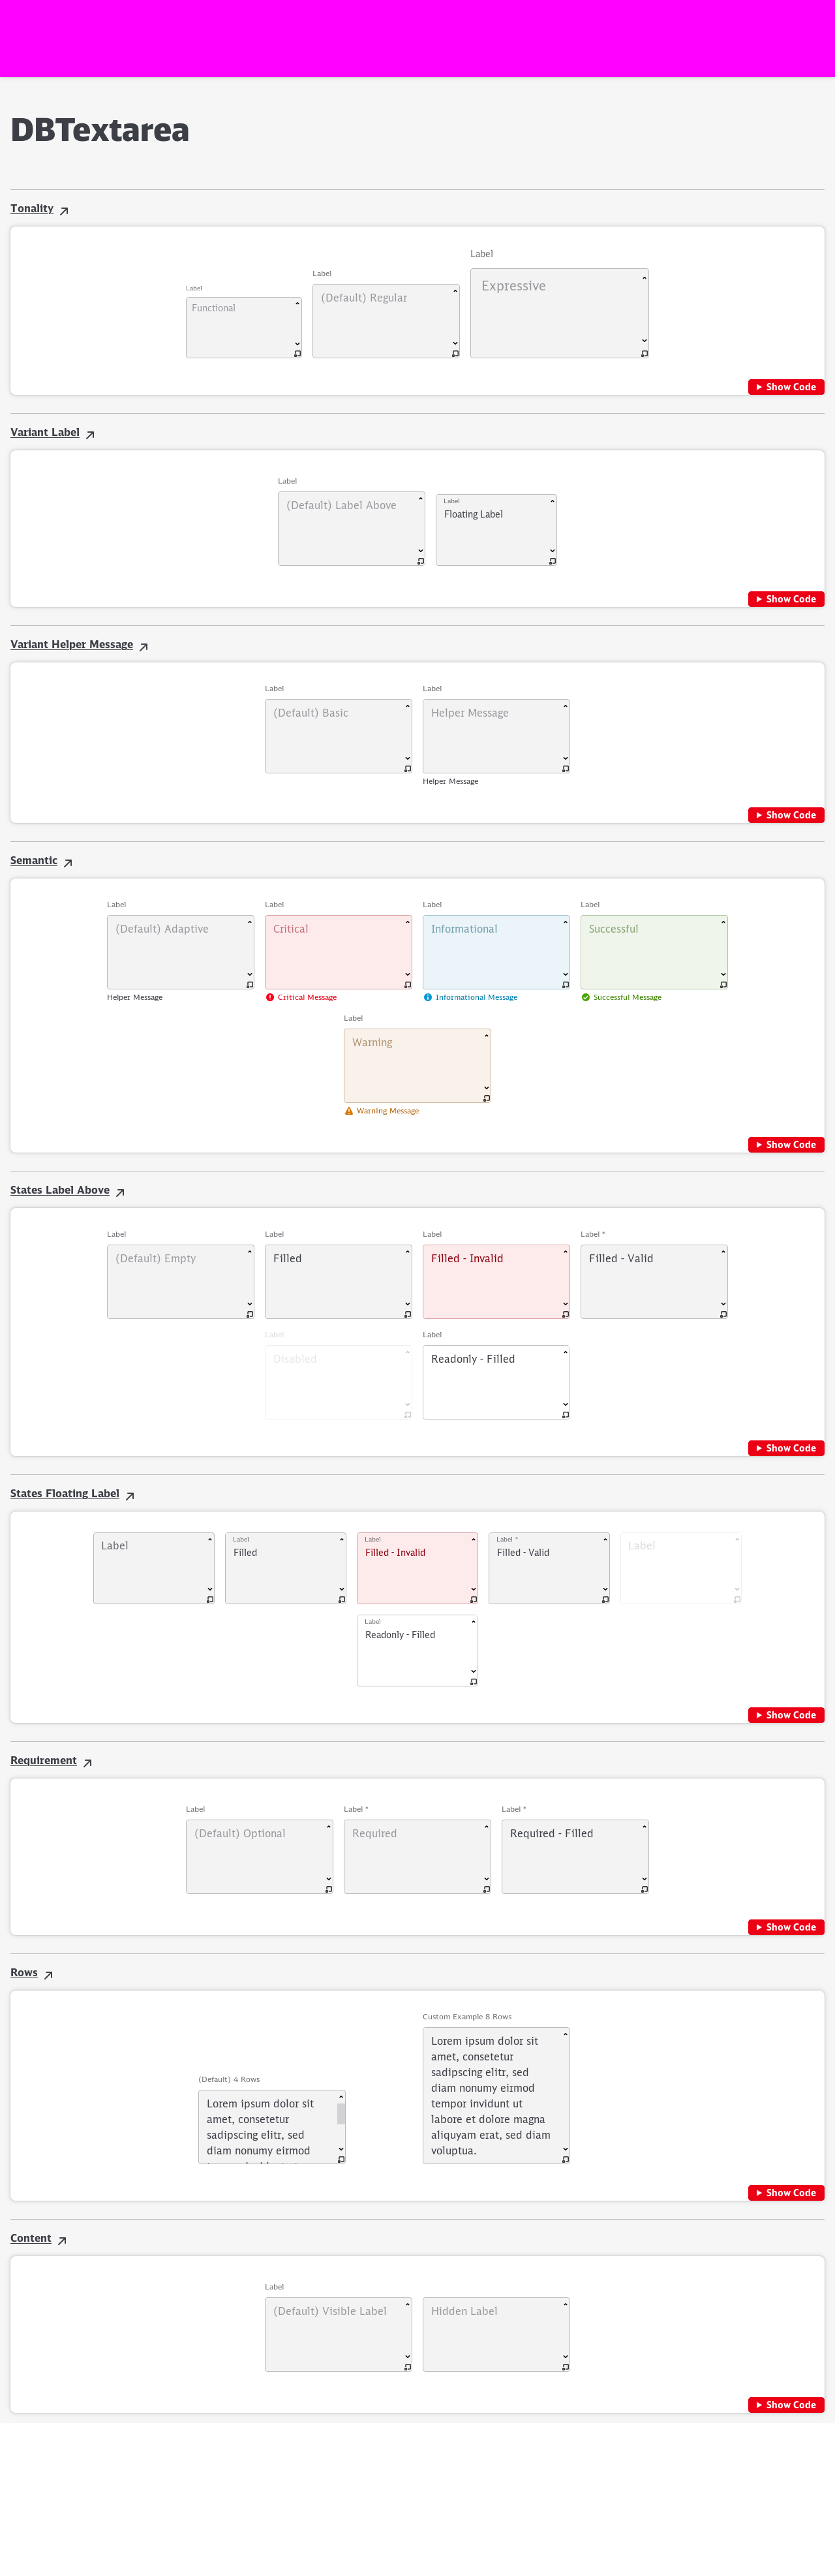 DBTextarea
Tonality
Label
Label
Label
Functional
(Default) Regular
Expressive
Show Code
Variant Label
Label
(Default) Label Above
Label
Floating Label
Show Code
Variant Helper Message
Label
Label
(Default) Basic
Helper Message
Helper Message
Show Code
Semantic
Label
Label
Label
Label
(Default) Adaptive
Critical
Informational
Successful
Helper Message
Critical Message
Informational Message
Successful Message
Label
Warning
Warning Message
Show Code
States Label Above
Label
Label
Label
Label *
(Default) Empty
Filled
Filled - Invalid
Filled - Valid
Label
Label
Disabled
Readonly - Filled
Show Code
States Floating Label
Label
Label
Filled
Label
Filled - Invalid
Label *
Filled - Valid
Label
Label
Readonly - Filled
Show Code
Requirement
Label
Label *
Label *
(Default) Optional
Required
Required - Filled
Show Code
Rows
(Default) 4 Rows
Lorem ipsum dolor sit
amet, consetetur
sadipscing elitr, sed
diam nonumy eirmod
Custom Example 8 Rows
Lorem ipsum dolor sit
amet, consetetur
sadipscing elitr, sed
diam nonumy eirmod
tempor invidunt ut
labore et dolore magna
aliquyam erat, sed diam
voluptua.
Show Code
Content
Label
(Default) Visible Label
Hidden Label
Show Code